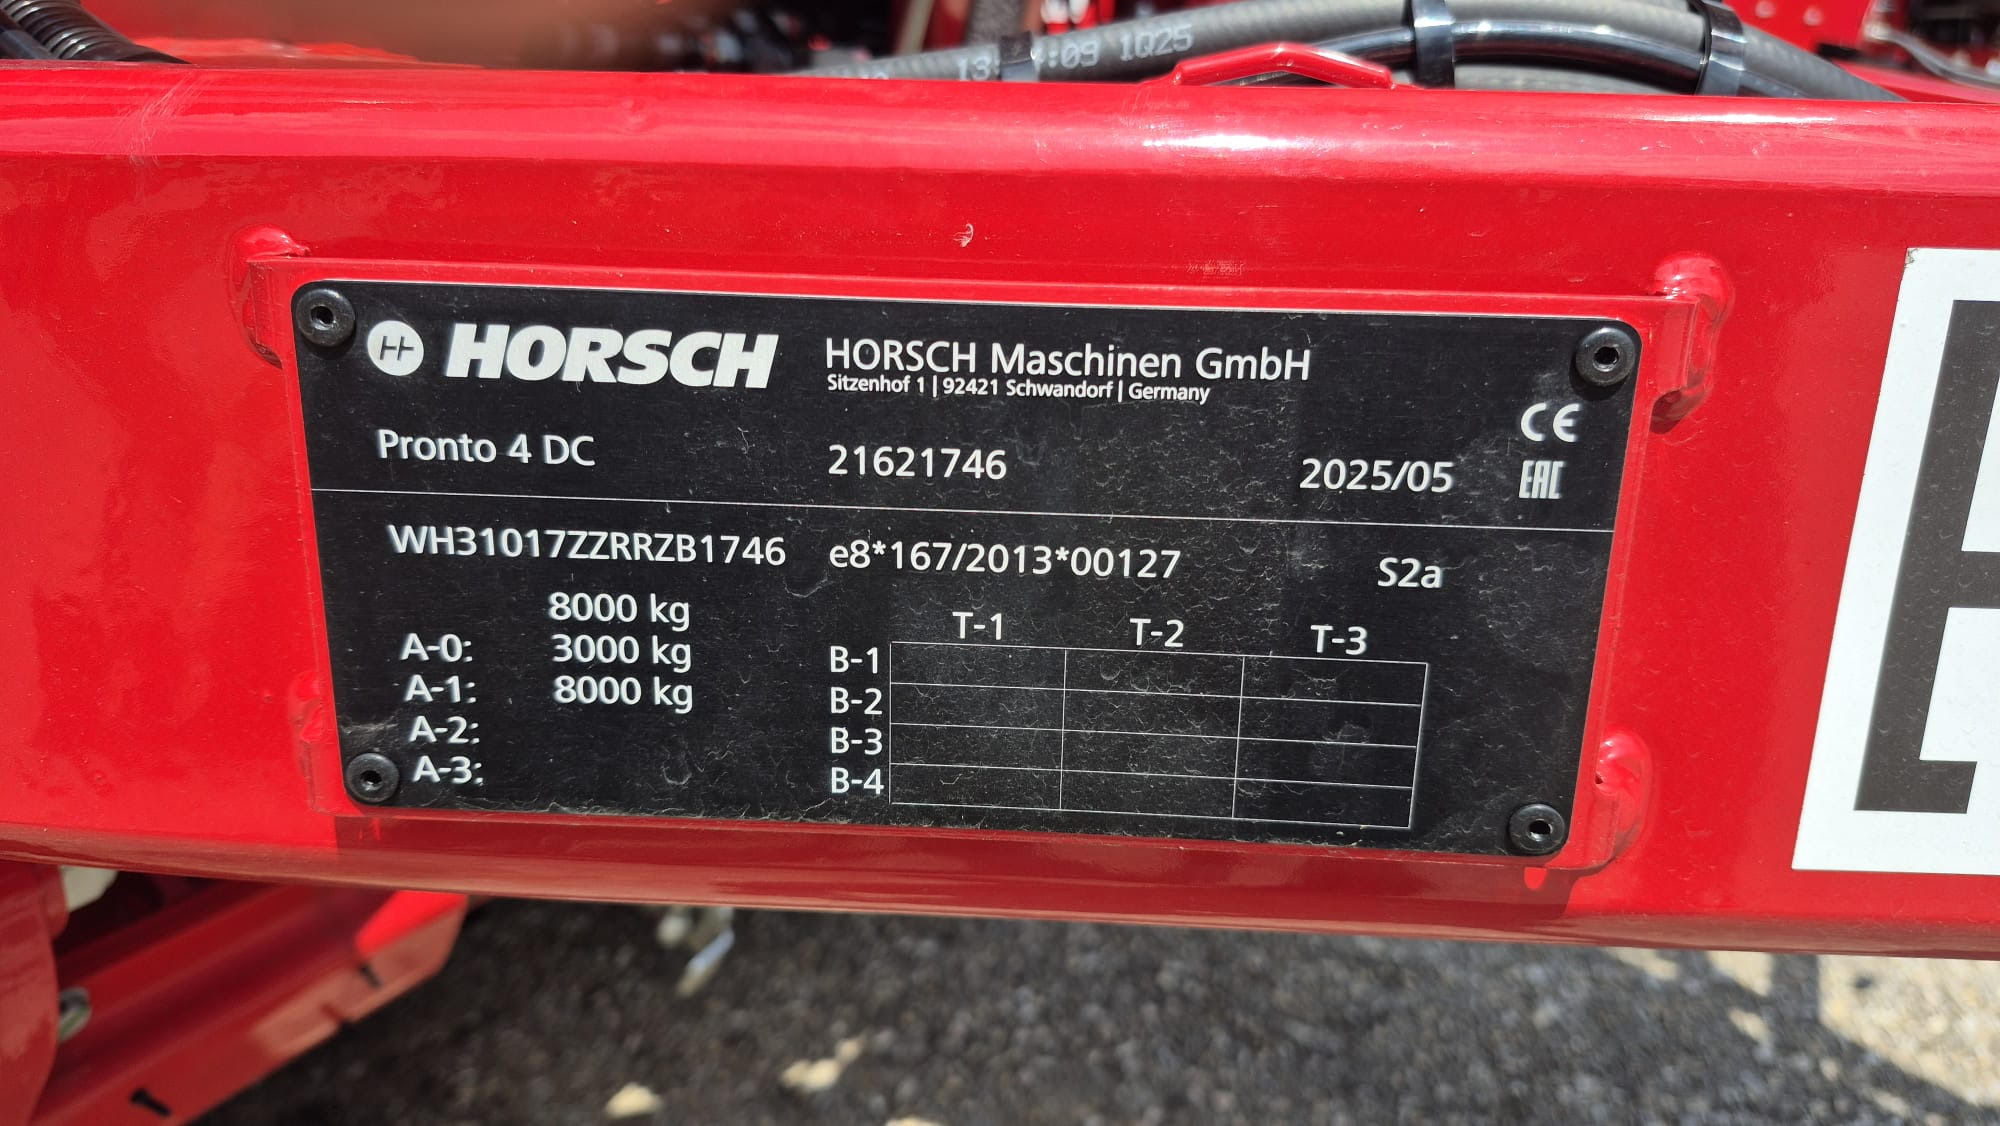 1Q25
HORSCH
HORSCH Maschinen GmbH
Sitzenhof 1 | 92421 Schwandorf | Germany
Pronto 4 DC 21621746 2025/05
CE
EAC
WH31017ZZRRZB1746 e8*167/2013*00127 S2a
8000 kg
A-0: 3000 kg
A-1: 8000 kg
A-2:
A-3:
T-1 T-2 T-3
B-1
B-2
B-3
B-4